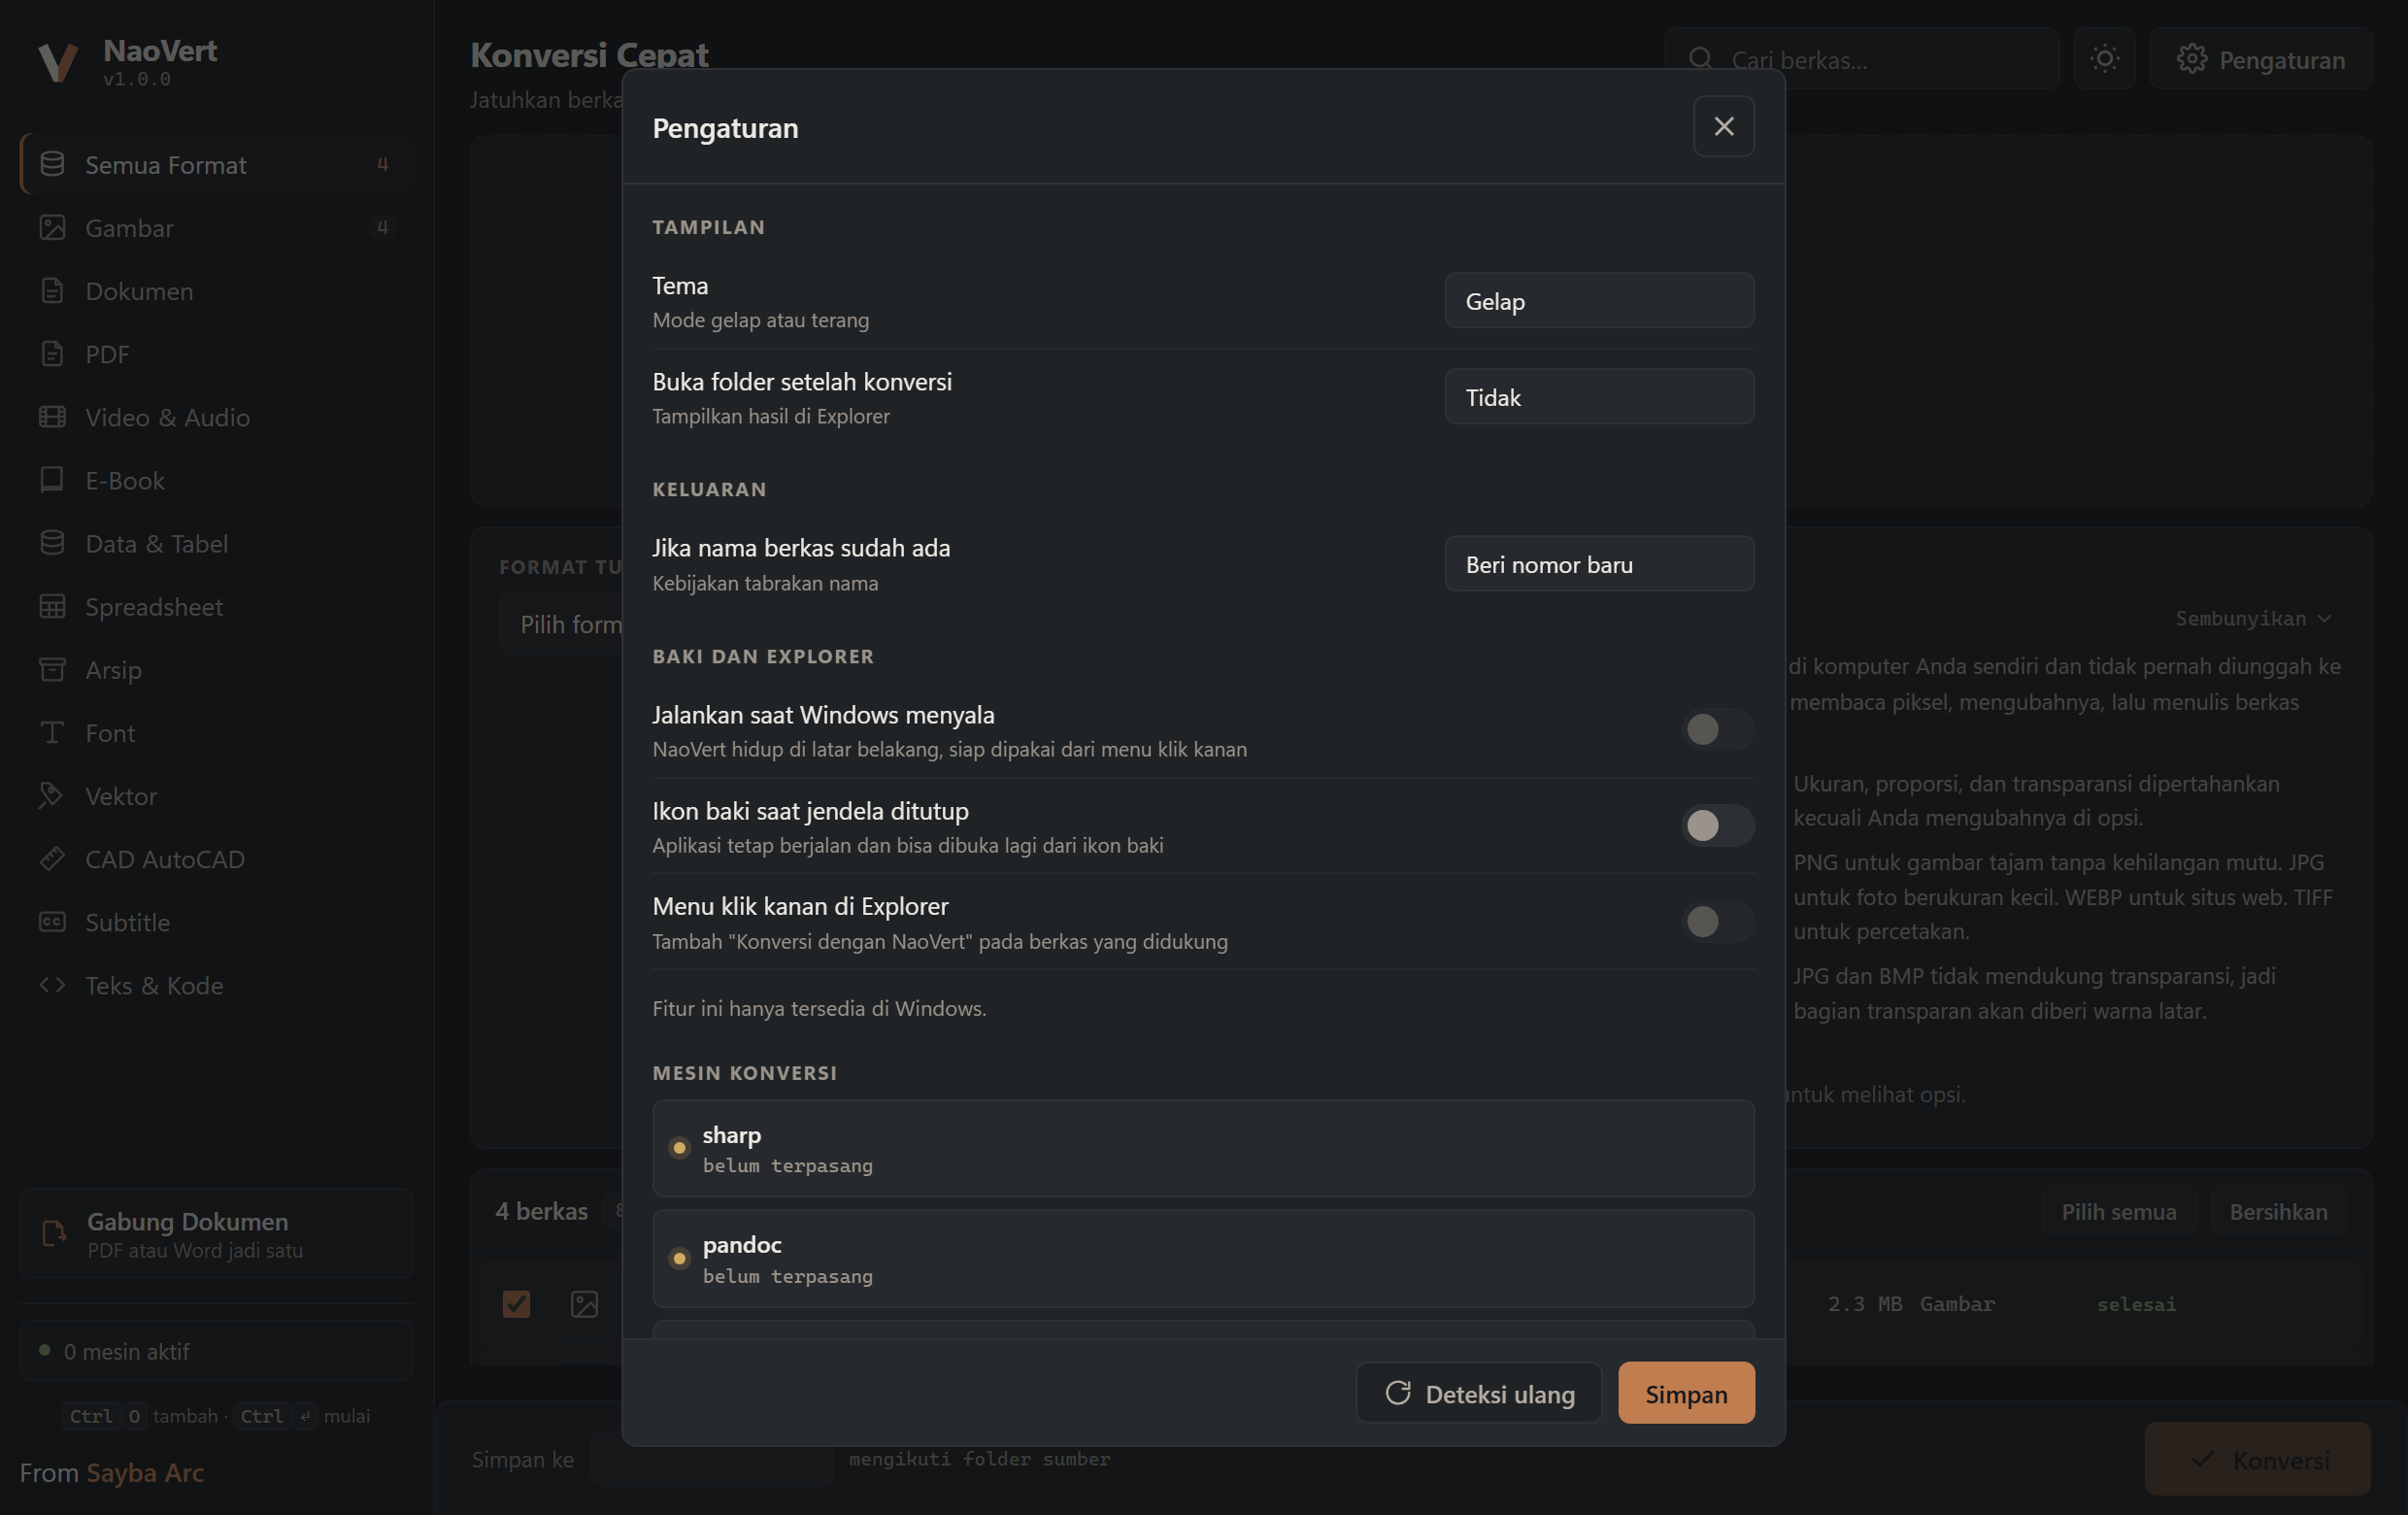 NaoVert
v1.0.0
Semua Format 4
Gambar 4
Dokumen
PDF
Video & Audio
E-Book
Data & Tabel
Spreadsheet
Arsip
Font
Vektor
CAD AutoCAD
Subtitle
Teks & Kode
Gabung Dokumen
PDF atau Word jadi satu
0 mesin aktif
Ctrl O tambah · Ctrl ↵ mulai
From Sayba Arc
Konversi Cepat
Jatuhkan berka
Cari berkas...
Pengaturan
FORMAT TU
Pilih form
Sembunyikan
di komputer Anda sendiri dan tidak pernah diunggah ke
membaca piksel, mengubahnya, lalu menulis berkas
Ukuran, proporsi, dan transparansi dipertahankan
kecuali Anda mengubahnya di opsi.
PNG untuk gambar tajam tanpa kehilangan mutu. JPG
untuk foto berukuran kecil. WEBP untuk situs web. TIFF
untuk percetakan.
JPG dan BMP tidak mendukung transparansi, jadi
bagian transparan akan diberi warna latar.
untuk melihat opsi.
4 berkas
Pilih semua
Bersihkan
2.3 MB Gambar selesai
Simpan ke
mengikuti folder sumber
Konversi
Pengaturan
TAMPILAN
Tema
Mode gelap atau terang
Gelap
Buka folder setelah konversi
Tampilkan hasil di Explorer
Tidak
KELUARAN
Jika nama berkas sudah ada
Kebijakan tabrakan nama
Beri nomor baru
BAKI DAN EXPLORER
Jalankan saat Windows menyala
NaoVert hidup di latar belakang, siap dipakai dari menu klik kanan
Ikon baki saat jendela ditutup
Aplikasi tetap berjalan dan bisa dibuka lagi dari ikon baki
Menu klik kanan di Explorer
Tambah "Konversi dengan NaoVert" pada berkas yang didukung
Fitur ini hanya tersedia di Windows.
MESIN KONVERSI
sharp
belum terpasang
pandoc
belum terpasang
Deteksi ulang
Simpan